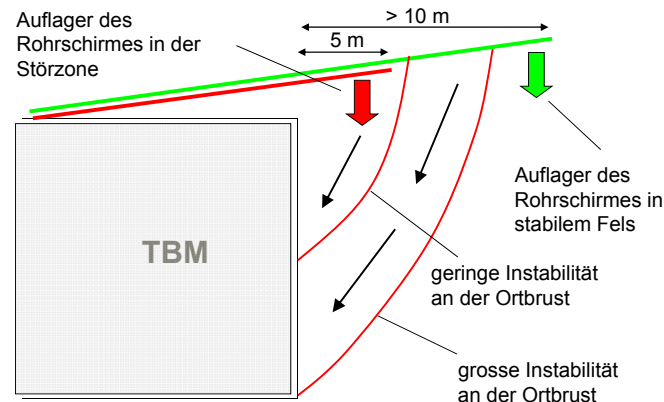 Auflager des
Rohrschirmes in der
Störzone
> 10 m
5 m
TBM
Auflager des
Rohrschirmes in
stabilem Fels
geringe Instabilität
an der Ortbrust
grosse Instabilität
an der Ortbrust